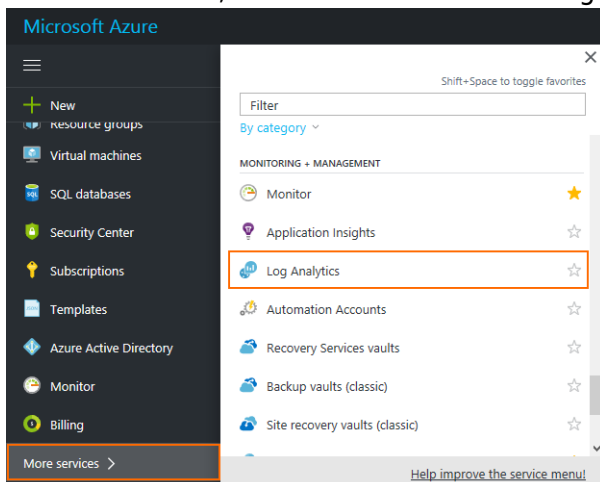 Microsoft Azure
Shift+Space to toggle favorites
New
Filter
Resource groups
By category
Virtual machines
MONITORING + MANAGEMENT
SQL databases
Monitor
Security Center
Application Insights
Subscriptions
Log Analytics
Templates
Automation Accounts
Azure Active Directory
Recovery Services vaults
Monitor
Backup vaults (classic)
Billing
Site recovery vaults (classic)
More services >
Help improve the service menu!